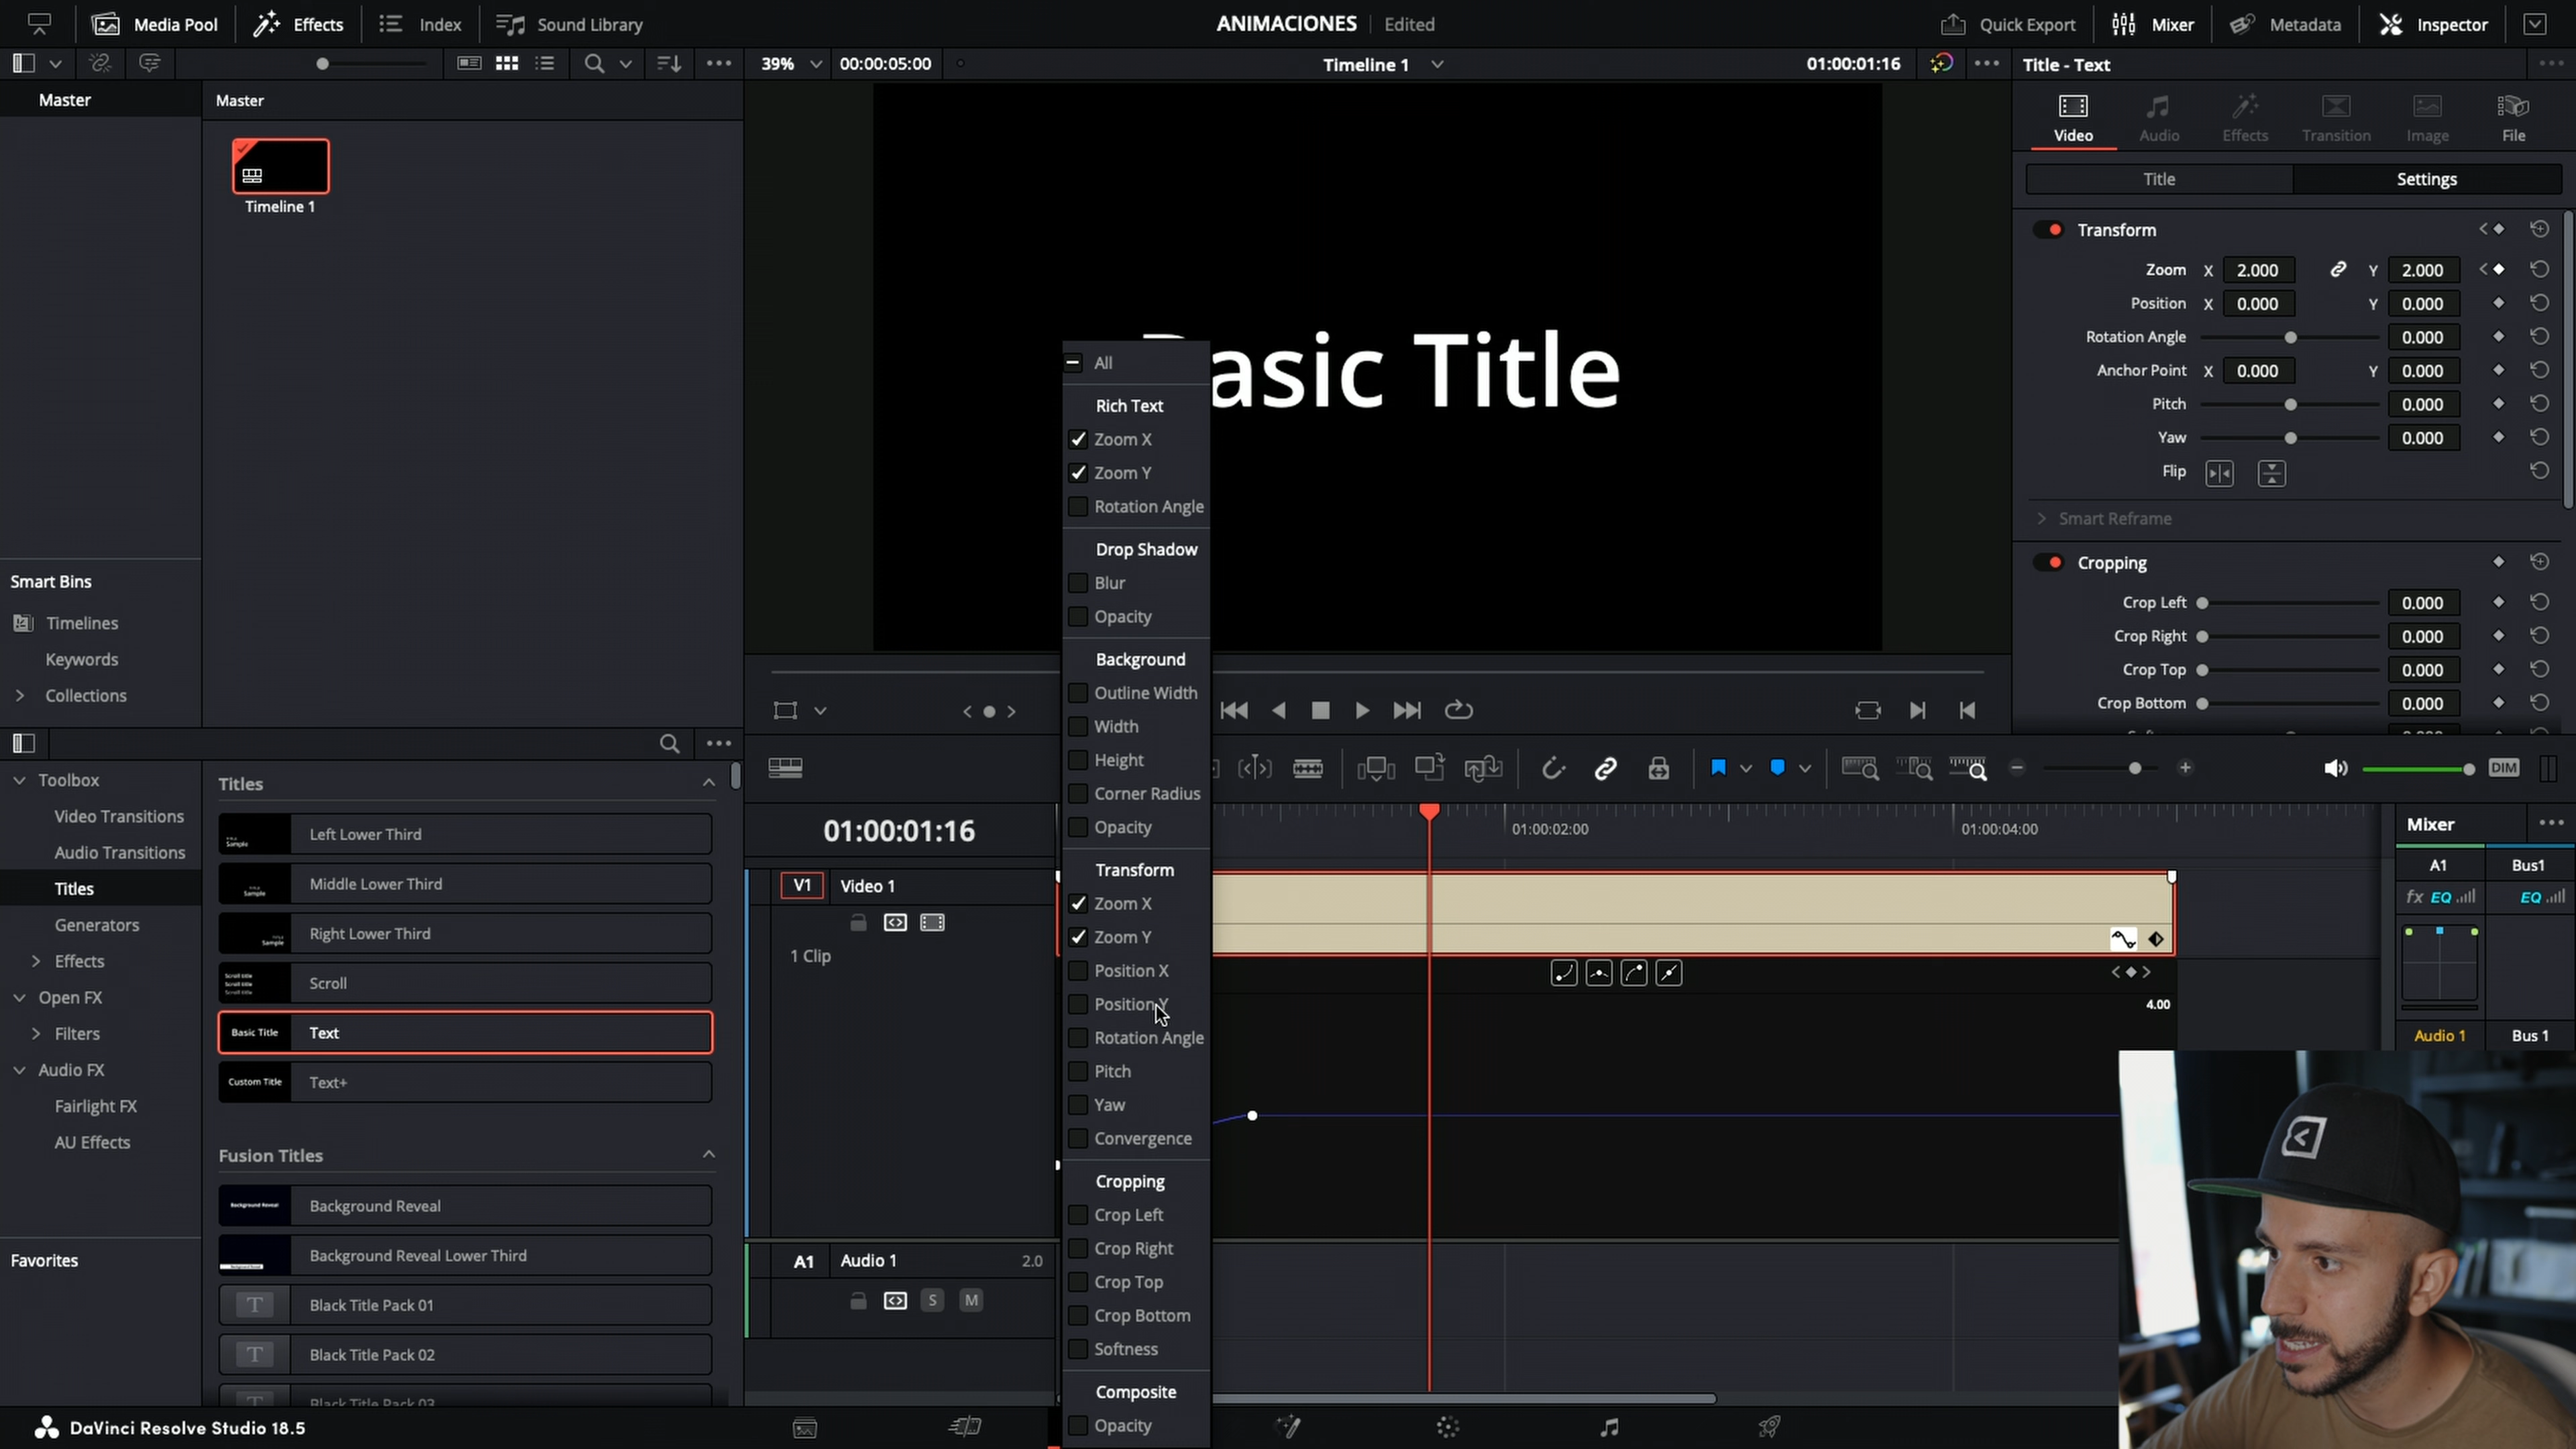 Media Pool
Effects
Index
Sound Library
ANIMACIONES
Edited
Quick Export
Mixer
Metadata
Inspector
39%
00:00:05:00
Timeline 1
01:00:01:16
Title - Text
Master
Master
Timeline 1
Video
Audio
Effects
Transition
Image
File
Title
Settings
Transform
Zoom X 2.000 Y 2.000
Position X 0.000 Y 0.000
Rotation Angle 0.000
Anchor Point X 0.000 Y 0.000
Pitch 0.000
Yaw 0.000
Flip
Smart Reframe
Cropping
Crop Left 0.000
Crop Right 0.000
Crop Top 0.000
Crop Bottom 0.000
asic Title
All
Rich Text
Zoom X
Zoom Y
Rotation Angle
Drop Shadow
Blur
Opacity
Background
Outline Width
Width
Height
Corner Radius
Opacity
Transform
Zoom X
Zoom Y
Position X
Position Y
Rotation Angle
Pitch
Yaw
Convergence
Cropping
Crop Left
Crop Right
Crop Top
Crop Bottom
Softness
Composite
Opacity
Smart Bins
Timelines
Keywords
Collections
Toolbox
Video Transitions
Audio Transitions
Titles
Generators
Effects
Open FX
Filters
Audio FX
Fairlight FX
AU Effects
Favorites
Titles
Left Lower Third
Middle Lower Third
Right Lower Third
Scroll
Basic Title
Text
Custom Title
Text+
Fusion Titles
Background Reveal
Background Reveal
Background Reveal Lower Third
T
Black Title Pack 01
T
Black Title Pack 02
Black Title Pack 03
DIM
01:00:01:16
01:00:02:00
01:00:04:00
V1
Video 1
1 Clip
4.00
A1
Audio 1
2.0
S
M
Mixer
A1
Bus1
fx EQ
EQ
Audio 1
Bus 1
DaVinci Resolve Studio 18.5